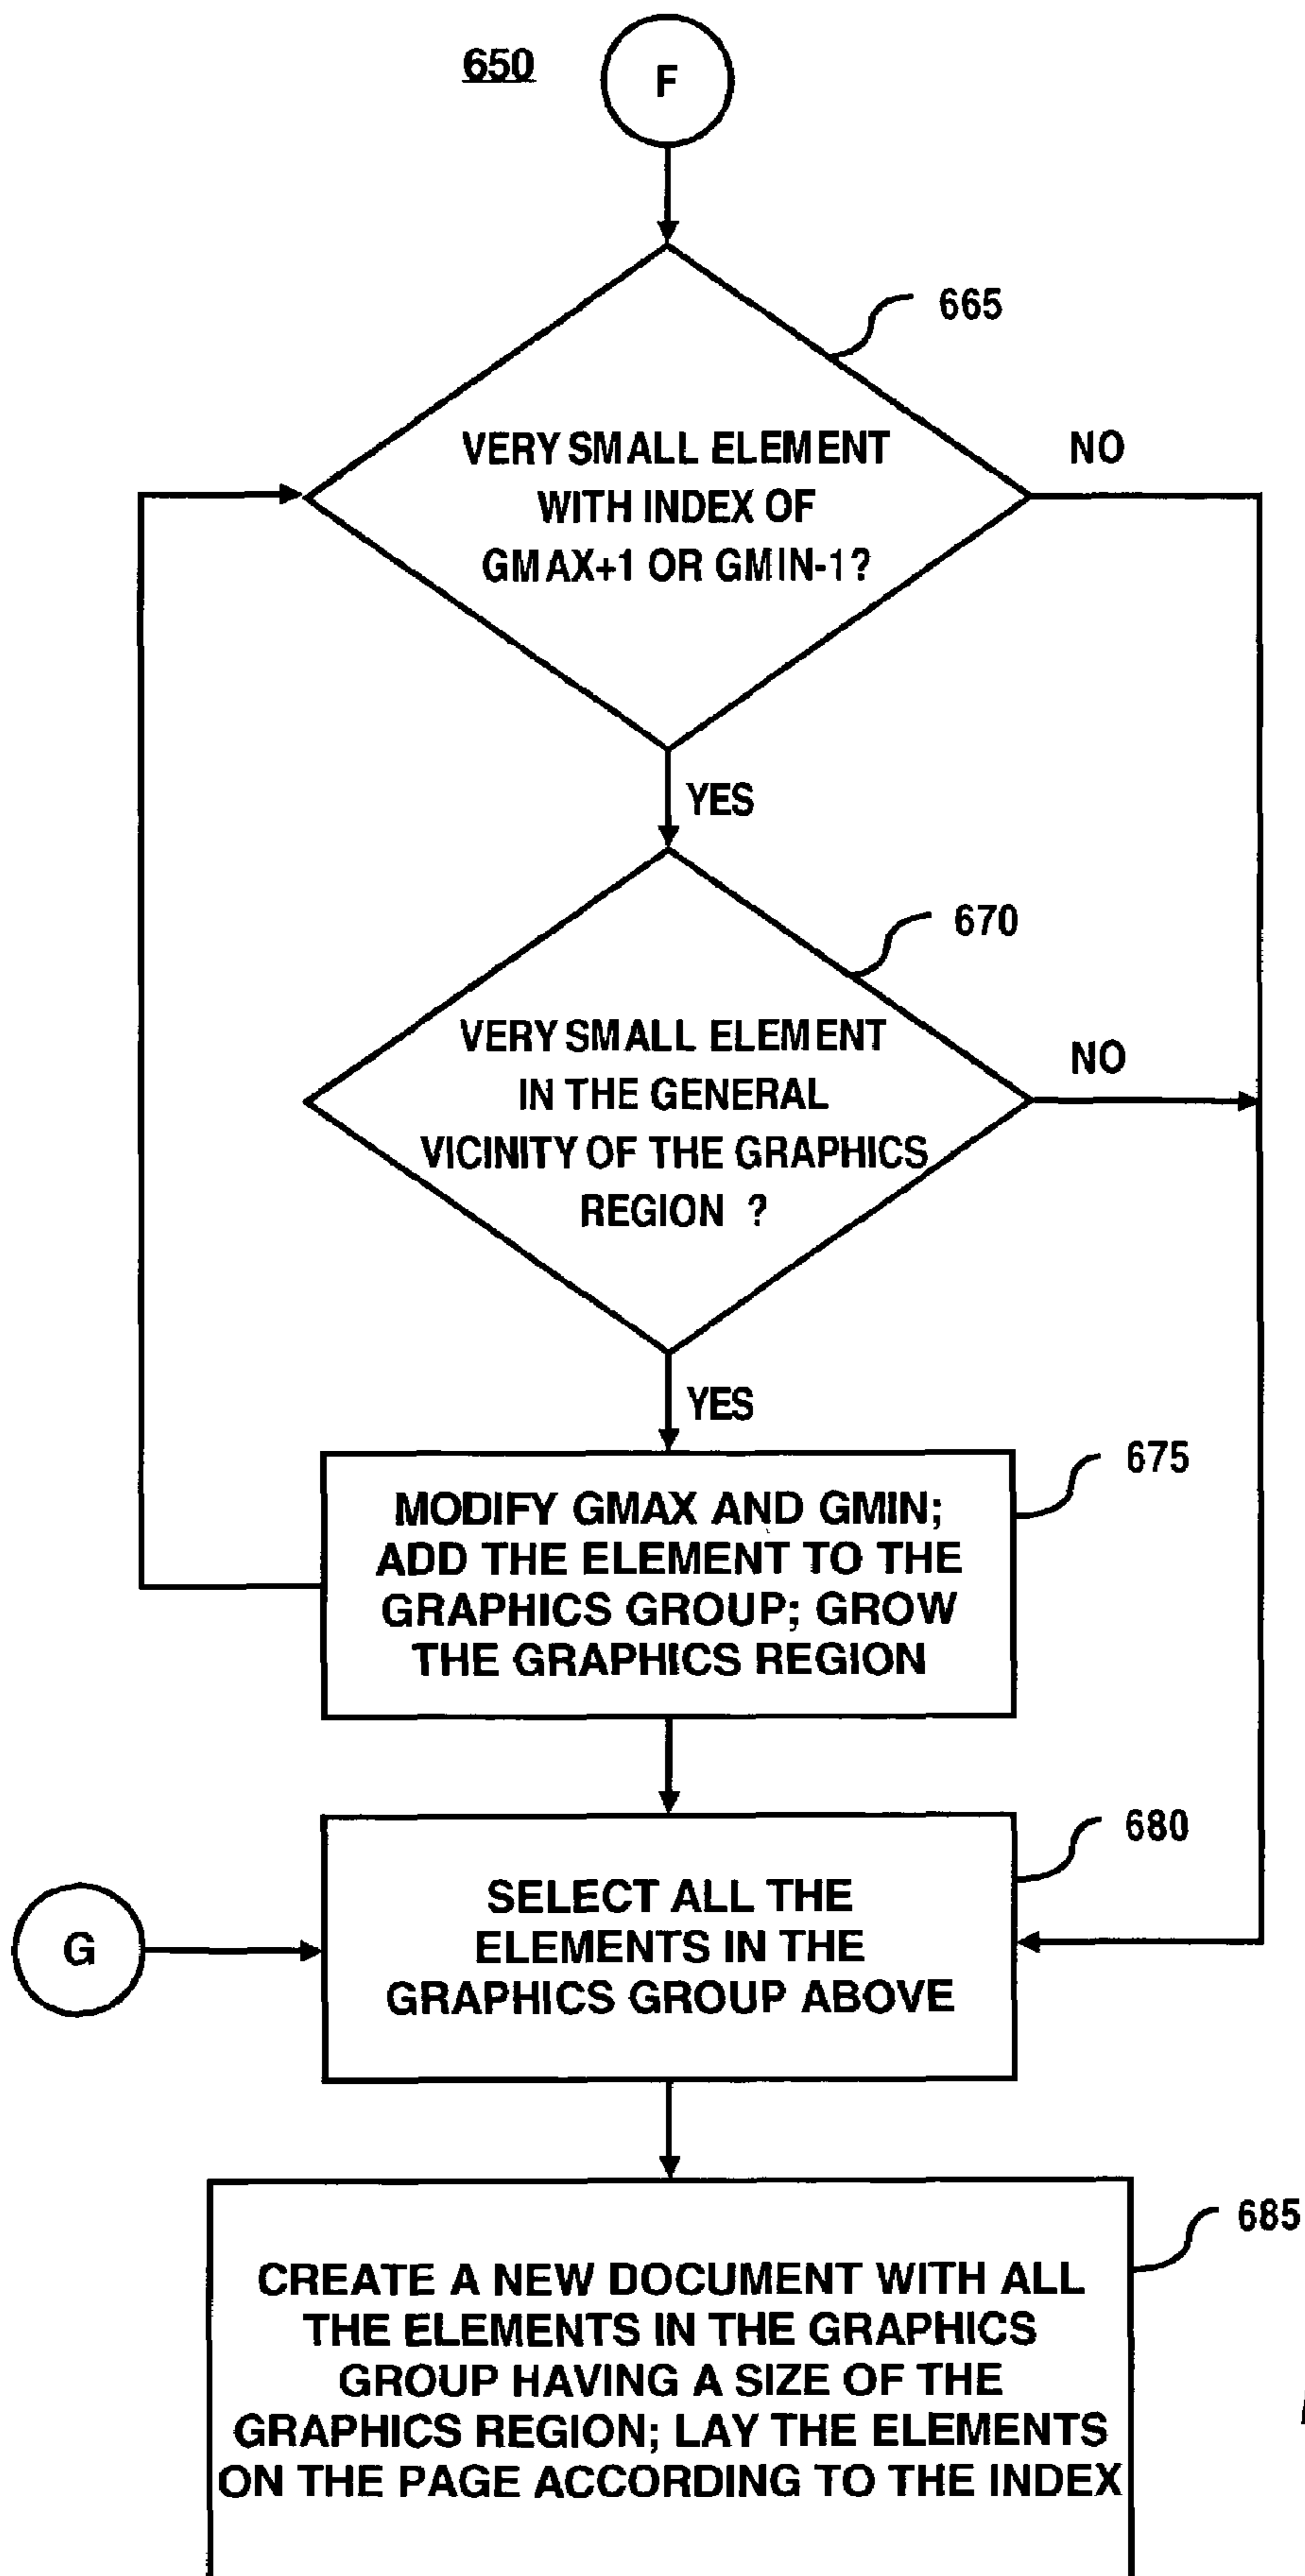 650
F
665
VERY SMALL ELEMENT
WITH INDEX OF
GMAX+1 OR GMIN-1?
NO
YES
670
VERY SMALL ELEMENT
IN THE GENERAL
VICINITY OF THE GRAPHICS
REGION ?
NO
YES
675
MODIFY GMAX AND GMIN;
ADD THE ELEMENT TO THE
GRAPHICS GROUP; GROW
THE GRAPHICS REGION
680
G
SELECT ALL THE
ELEMENTS IN THE
GRAPHICS GROUP ABOVE
685
CREATE A NEW DOCUMENT WITH ALL
THE ELEMENTS IN THE GRAPHICS
GROUP HAVING A SIZE OF THE
GRAPHICS REGION; LAY THE ELEMENTS
ON THE PAGE ACCORDING TO THE INDEX